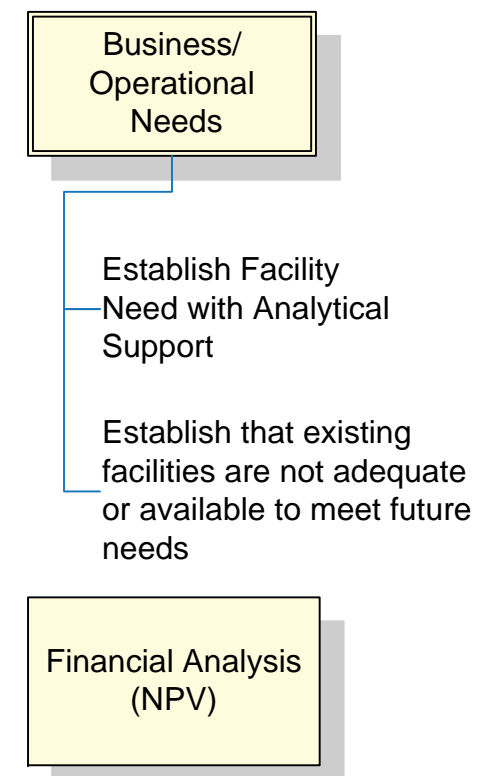 Business/
Operational
Needs
Establish Facility
Need with Analytical
Support
Establish that existing
facilities are not adequate
or available to meet future
needs
Financial Analysis
(NPV)